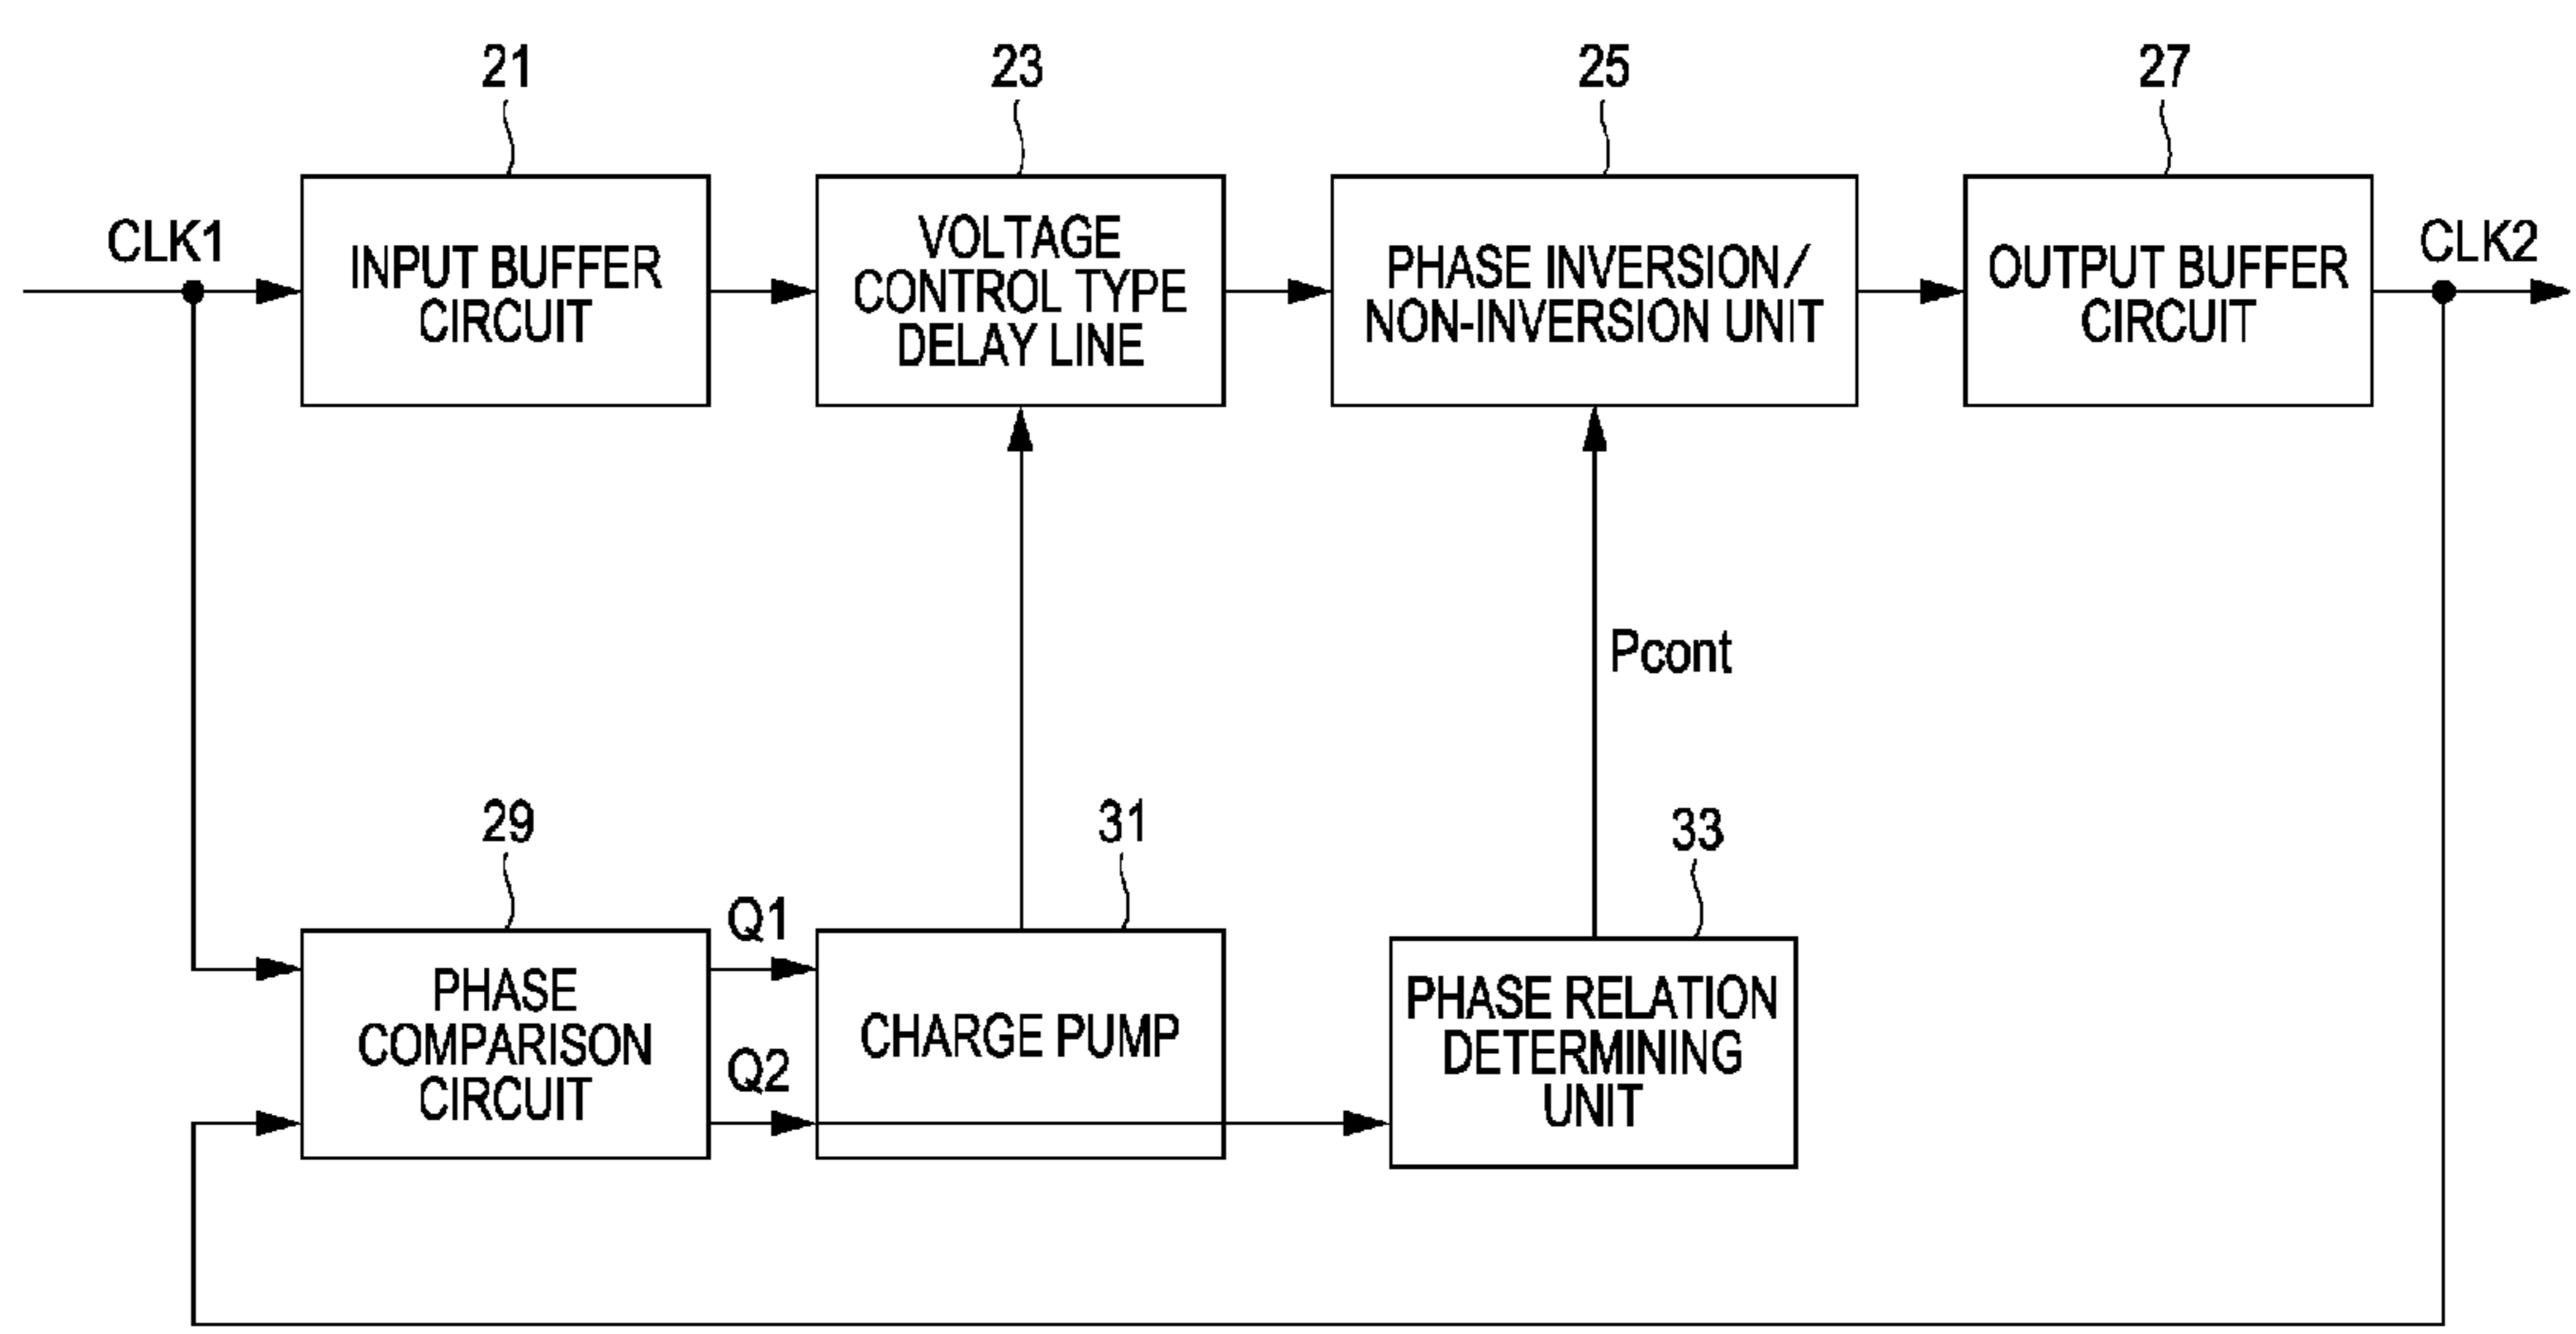 21
23
25
27
CLK1
INPUT BUFFER
CIRCUIT
VOLTAGE
CONTROL TYPE
DELAY LINE
PHASE INVERSION/
NON-INVERSION UNIT
OUTPUT BUFFER
CIRCUIT
CLK2
Pcont
29
31
33
PHASE
COMPARISON
CIRCUIT
Q1
Q2
CHARGE PUMP
PHASE RELATION
DETERMINING
UNIT